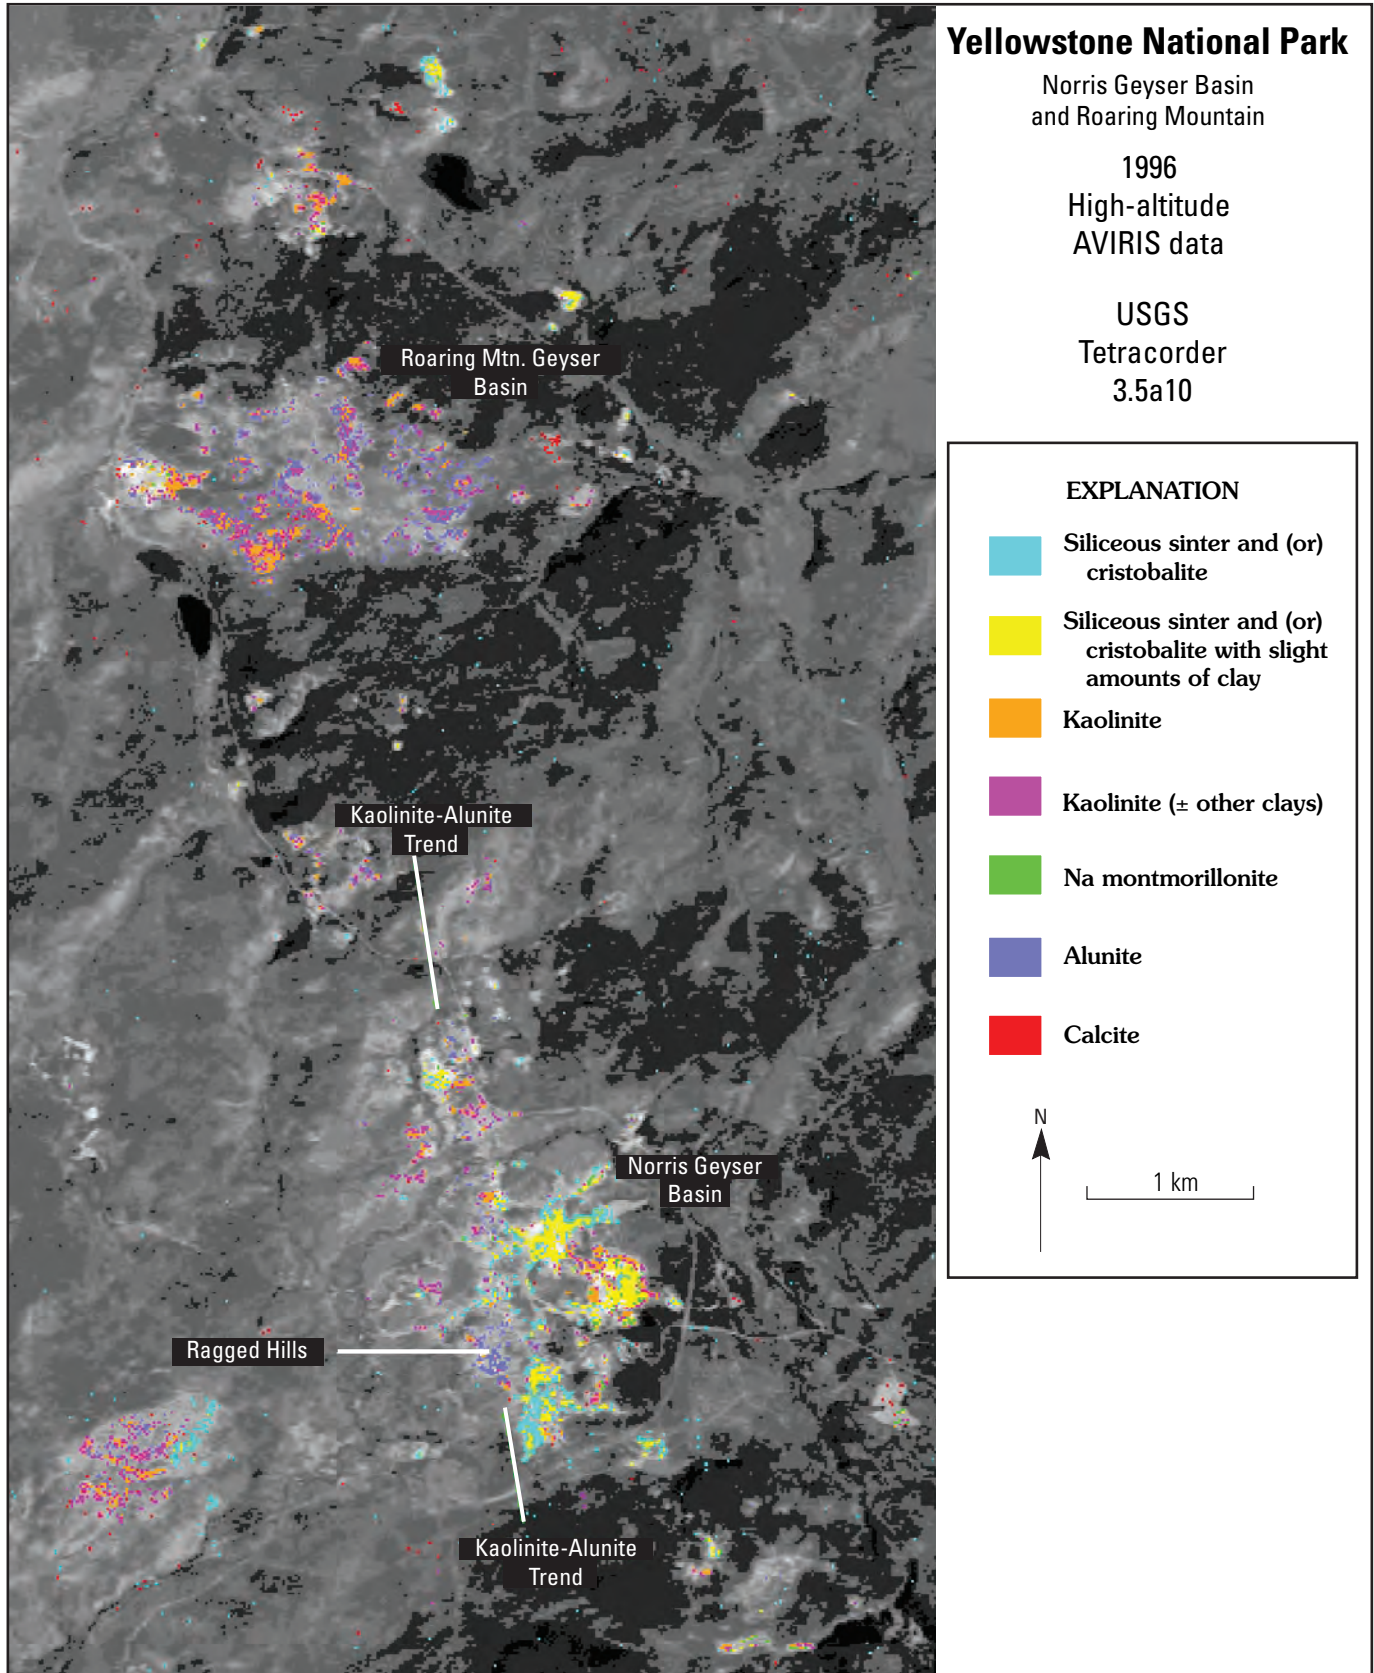 Yellowstone National Park
Norris Geyser Basin
and Roaring Mountain
1996
High-altitude
AVIRIS data
USGS
Tetracorder
3.5a10
EXPLANATION
Siliceous sinter and (or)
cristobalite
Siliceous sinter and (or)
cristobalite with slight
amounts of clay
Kaolinite
Kaolinite (± other clays)
Na montmorillonite
Alunite
Calcite
N
1 km
Roaring Mtn. Geyser
Basin
Kaolinite-Alunite
Trend
Norris Geyser
Basin
Ragged Hills
Kaolinite-Alunite
Trend